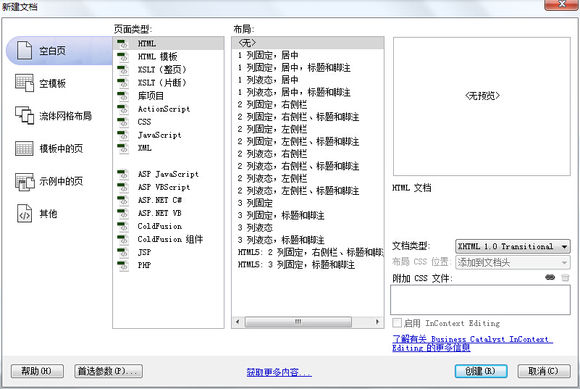 新建文档
页面类型:
布局:
空白页
空模板
流体网格布局
模板中的页
示例中的页
其他
HTML
HTML 模板
XSLT（整页）
XSLT（片断）
库项目
ActionScript
CSS
JavaScript
XML
ASP JavaScript
ASP VBScript
ASP.NET C#
ASP.NET VB
ColdFusion
ColdFusion 组件
JSP
PHP
<无>
1 列固定，居中
1 列固定，居中，标题和脚注
1 列液态，居中
1 列液态，居中，标题和脚注
2 列固定，右侧栏
2 列固定，右侧栏、标题和脚注
2 列固定，左侧栏
2 列固定，左侧栏、标题和脚注
2 列液态，右侧栏
2 列液态，右侧栏、标题和脚注
2 列液态，左侧栏
2 列液态，左侧栏、标题和脚注
3 列固定
3 列固定，标题和脚注
3 列液态
3 列液态，标题和脚注
HTML5: 2 列固定，右侧栏、标题和脚
HTML5: 3 列固定，标题和脚注
<无预览>
HTML 文档
文档类型:
XHTML 1.0 Transitional
布局 CSS 位置:
添加到文档头
附加 CSS 文件:
启用 InContext Editing
了解有关 Business Catalyst InContext
Editing 的更多信息
帮助(H)
首选参数(P)...
获取更多内容...
创建(R)
取消(C)